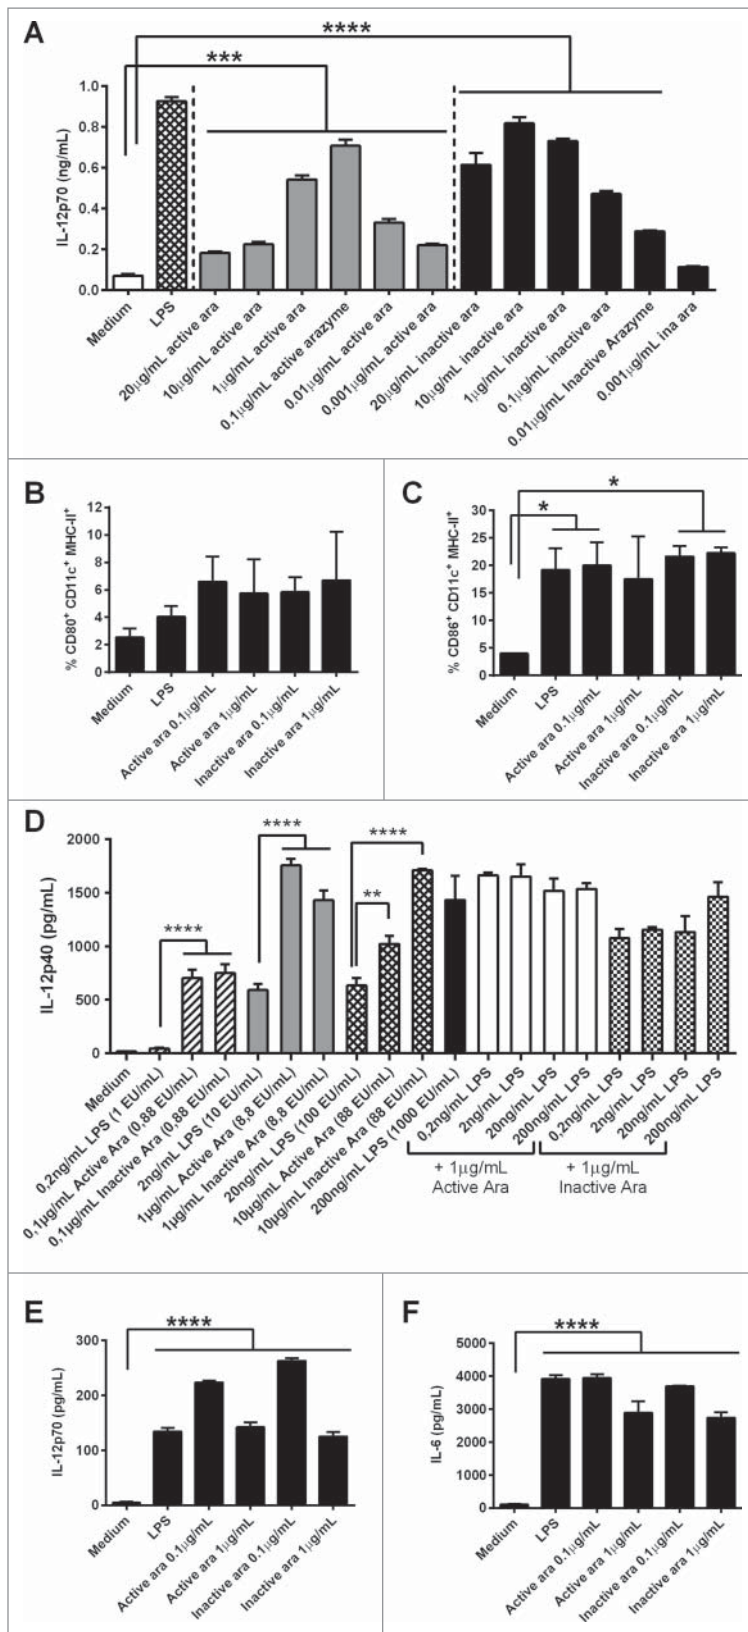 A
****
***
IL-12p70 (ng/mL)
1.0
0.8
0.6
0.4
0.2
0.0
Medium
LPS
20µg/mL active ara
10µg/mL active ara
1µg/mL active ara
0.1µg/mL active arazyme
0.01µg/mL active ara
0.001µg/mL active ara
20µg/mL inactive ara
10µg/mL inactive ara
1µg/mL inactive ara
0.1µg/mL inactive ara
0.01µg/mL Inactive Arazyme
0.001µg/mL ina ara
B
% CD80+ CD11c+ MHC-II+
12
10
8
6
4
2
0
Medium
LPS
Active ara 0.1µg/mL
Active ara 1µg/mL
Inactive ara 0.1µg/mL
Inactive ara 1µg/mL
C
*
*
% CD86+ CD11c+ MHC-II+
30
25
20
15
10
5
0
Medium
LPS
Active ara 0.1µg/mL
Active ara 1µg/mL
Inactive ara 0.1µg/mL
Inactive ara 1µg/mL
D
IL-12p40 (pg/mL)
2000
1500
1000
500
0
****
****
****
**
Medium
0.2ng/mL LPS (1 EU/mL)
0,1µg/mL Active Ara (0,88 EU/mL)
0,1µg/mL Inactive Ara (0,88 EU/mL)
2ng/mL LPS (10 EU/mL)
1µg/mL Active Ara (8,8 EU/mL)
1µg/mL Inactive Ara (8,8 EU/mL)
20ng/mL LPS (100 EU/mL)
10µg/mL Active Ara (88 EU/mL)
10µg/mL Inactive Ara (88 EU/mL)
200ng/mL LPS (1000 EU/mL)
0,2ng/mL LPS
2ng/mL LPS
20ng/mL LPS
200ng/mL LPS
0,2ng/mL LPS
2ng/mL LPS
20ng/mL LPS
200ng/mL LPS
+ 1µg/mL
Active Ara
+ 1µg/mL
Inactive Ara
E
****
IL-12p70 (pg/mL)
300
200
100
0
Medium
LPS
Active ara 0.1µg/mL
Active ara 1µg/mL
Inactive ara 0.1µg/mL
Inactive ara 1µg/mL
F
****
IL-6 (pg/mL)
5000
4000
3000
2000
1000
0
Medium
LPS
Active ara 0.1µg/mL
Active ara 1µg/mL
Inactive ara 0.1µg/mL
Inactive ara 1µg/mL